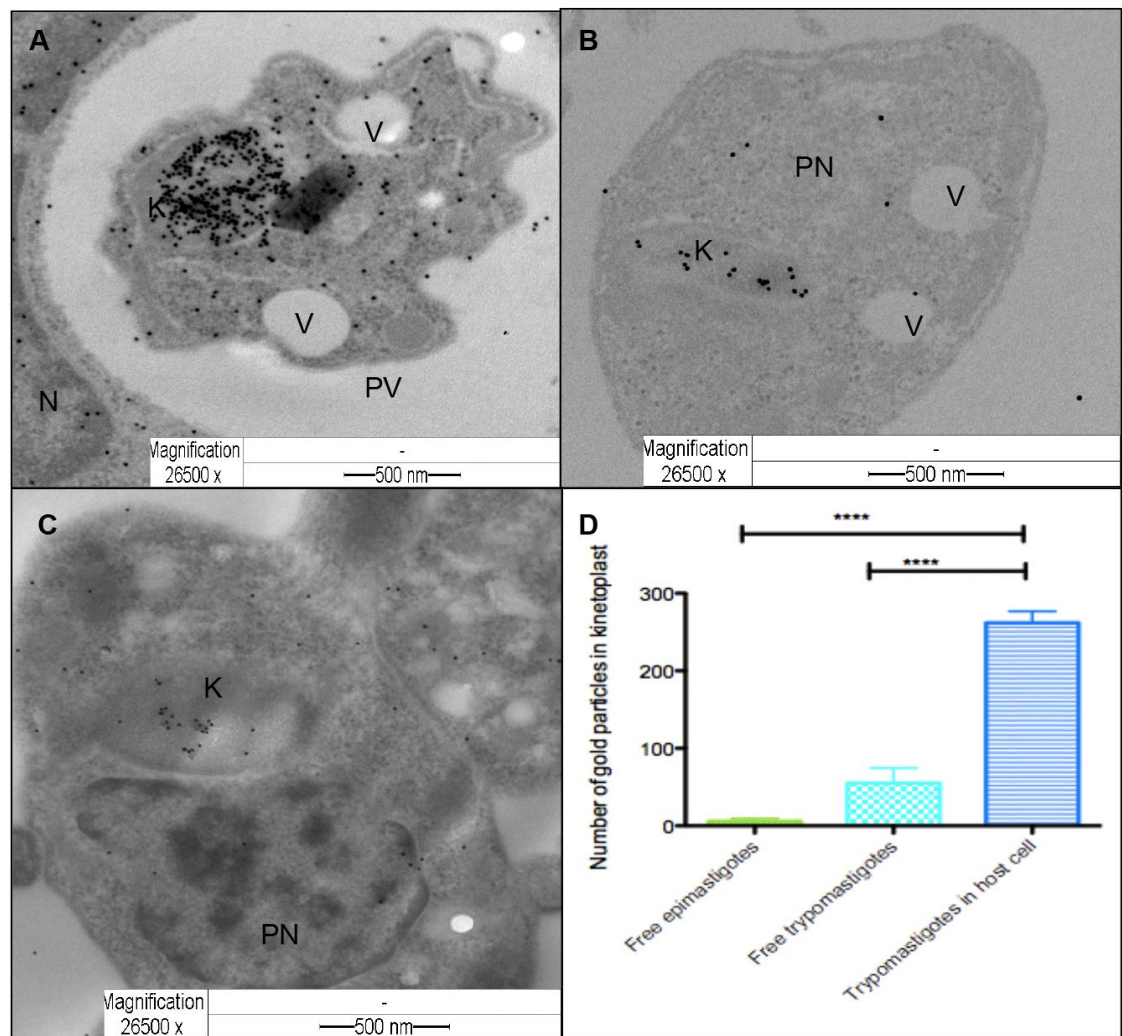 A
V
K
V
PV
N
Magnification
-
26500 x
500 nm
B
PN
V
K
V
Magnification
-
26500 x
500 nm
C
K
PN
Magnification
-
26500 x
500 nm
D
****
****
Number of gold particles in kinetoplast
300
200
100
0
Free epimastigotes
Free trypomastigotes
Trypomastigotes in host cell